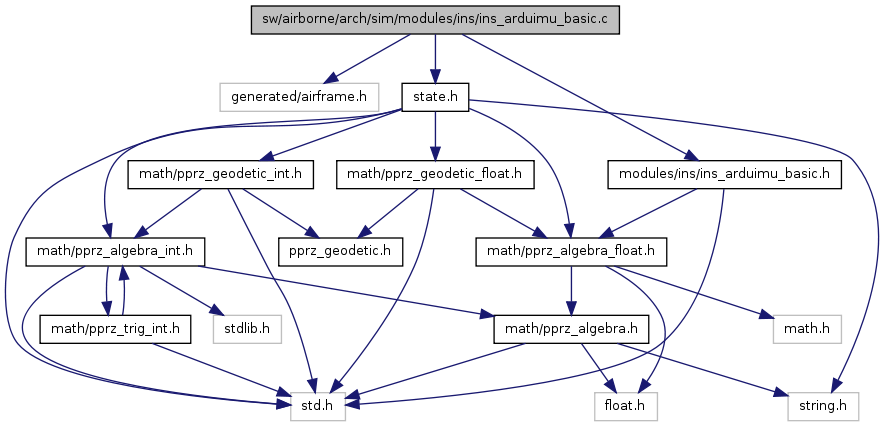 sw/airborne/arch/sim/modules/ins/ins_arduimu_basic.c
generated/airframe.h
state.h
math/pprz_geodetic_int.h
math/pprz_geodetic_float.h
modules/ins/ins_arduimu_basic.h
math/pprz_algebra_int.h
pprz_geodetic.h
math/pprz_algebra_float.h
math/pprz_trig_int.h
stdlib.h
math/pprz_algebra.h
math.h
std.h
float.h
string.h